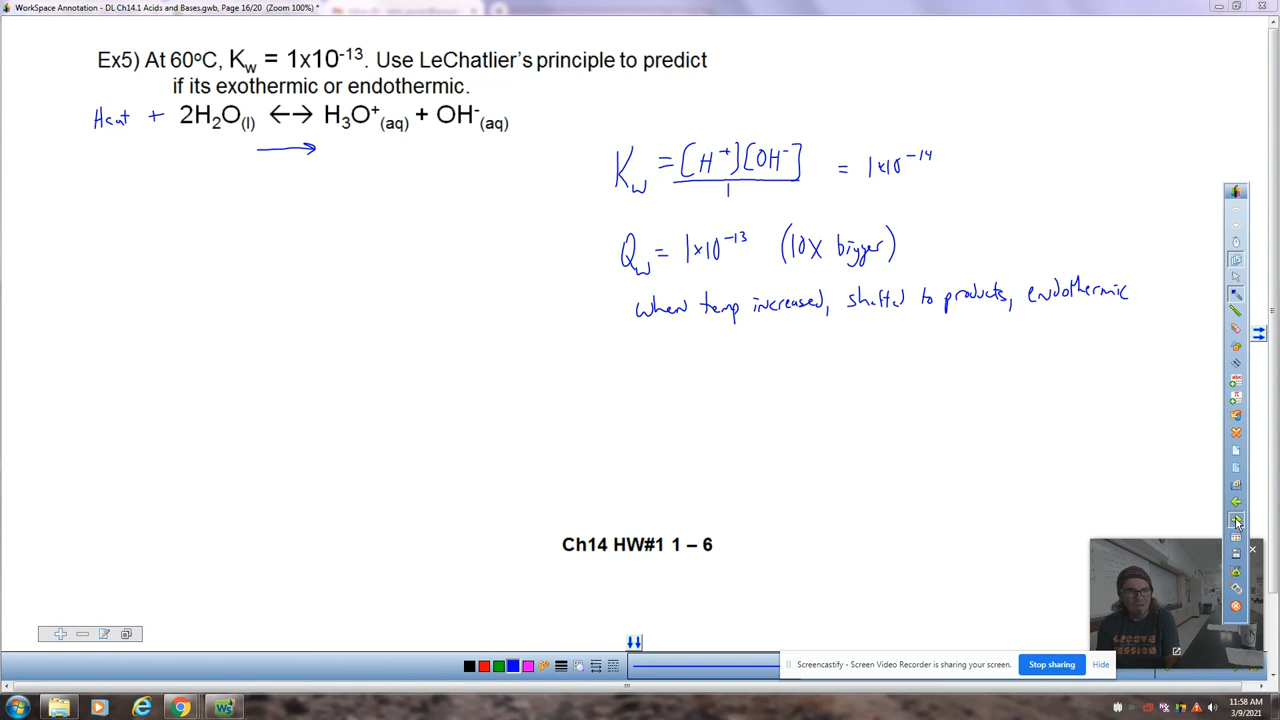 WorkSpace Annotation - DL Ch14.1 Acids and Bases.gwb, Page 16/20 (Zoom 100%) *
Ex5) At 60ºC, Kw = 1x10-13. Use LeChatlier's principle to predict
if its exothermic or endothermic.
Heat + 2H2O(l) ←→ H3O+(aq) + OH-(aq)
Kw = [H+][OH-] = 1x10-14
1
Qw = 1x10-13 (10X bigger)
when temp increased, shifted to products, endothermic
Ch14 HW#1 1 – 6
GROOVE
SESSION
Screencastify - Screen Video Recorder is sharing your screen.
Stop sharing
Hide
11:58 AM
3/9/2021